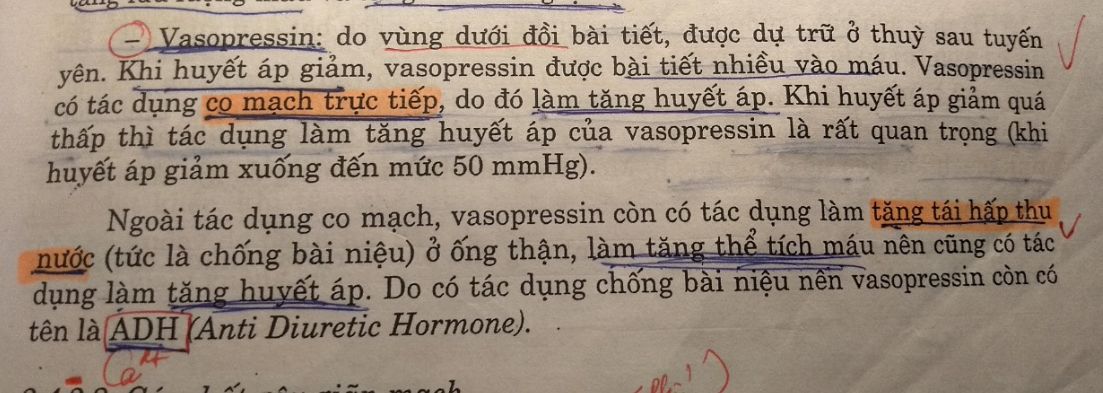 – Vasopressin: do vùng dưới đồi bài tiết, được dự trữ ở thuỳ sau tuyến
yên. Khi huyết áp giảm, vasopressin được bài tiết nhiều vào máu. Vasopressin
có tác dụng co mạch trực tiếp, do đó làm tăng huyết áp. Khi huyết áp giảm quá
thấp thì tác dụng làm tăng huyết áp của vasopressin là rất quan trọng (khi
huyết áp giảm xuống đến mức 50 mmHg).
Ngoài tác dụng co mạch, vasopressin còn có tác dụng làm tăng tái hấp thu
nước (tức là chống bài niệu) ở ống thận, làm tăng thể tích máu nên cũng có tác
dụng làm tăng huyết áp. Do có tác dụng chống bài niệu nên vasopressin còn có
tên là ADH (Anti Diuretic Hormone).